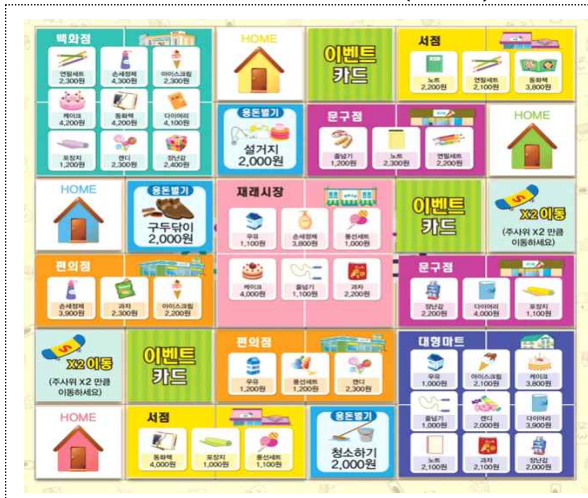 백화점
HOME
이벤트
카드
서점
연필세트
2,300원
손세정제
4,300원
아이스크림
2,300원
노트
2,200원
연필세트
2,100원
동화책
3,800원
케이크
4,200원
동화책
4,200원
다이어리
4,100원
용돈벌기
설거지
2,000원
문구점
HOME
포장지
1,200원
캔디
2,300원
장난감
2,400원
줄넘기
1,200원
노트
2,300원
연필세트
2,200원
HOME
용돈벌기
구두닦이
2,000원
재래시장
이벤트
카드
X2 이동
(주사위 X2 만큼
이동하세요)
우유
1,100원
손세정제
3,800원
풍선세트
1,000원
편의점
문구점
손세정제
3,900원
과자
2,300원
아이스크림
2,200원
케이크
4,000원
줄넘기
1,100원
과자
2,200원
장난감
2,200원
다이어리
4,000원
포장지
1,100원
X2 이동
(주사위 X2 만큼
이동하세요)
이벤트
카드
편의점
대형마트
우유
1,200원
풍선세트
1,200원
캔디
2,300원
우유
1,000원
아이스크림
2,100원
케이크
3,800원
HOME
서점
용돈벌기
청소하기
2,000원
줄넘기
1,000원
캔디
2,000원
다이어리
3,900원
동화책
4,000원
포장지
1,000원
풍선세트
1,100원
노트
2,100원
과자
2,100원
장난감
2,000원